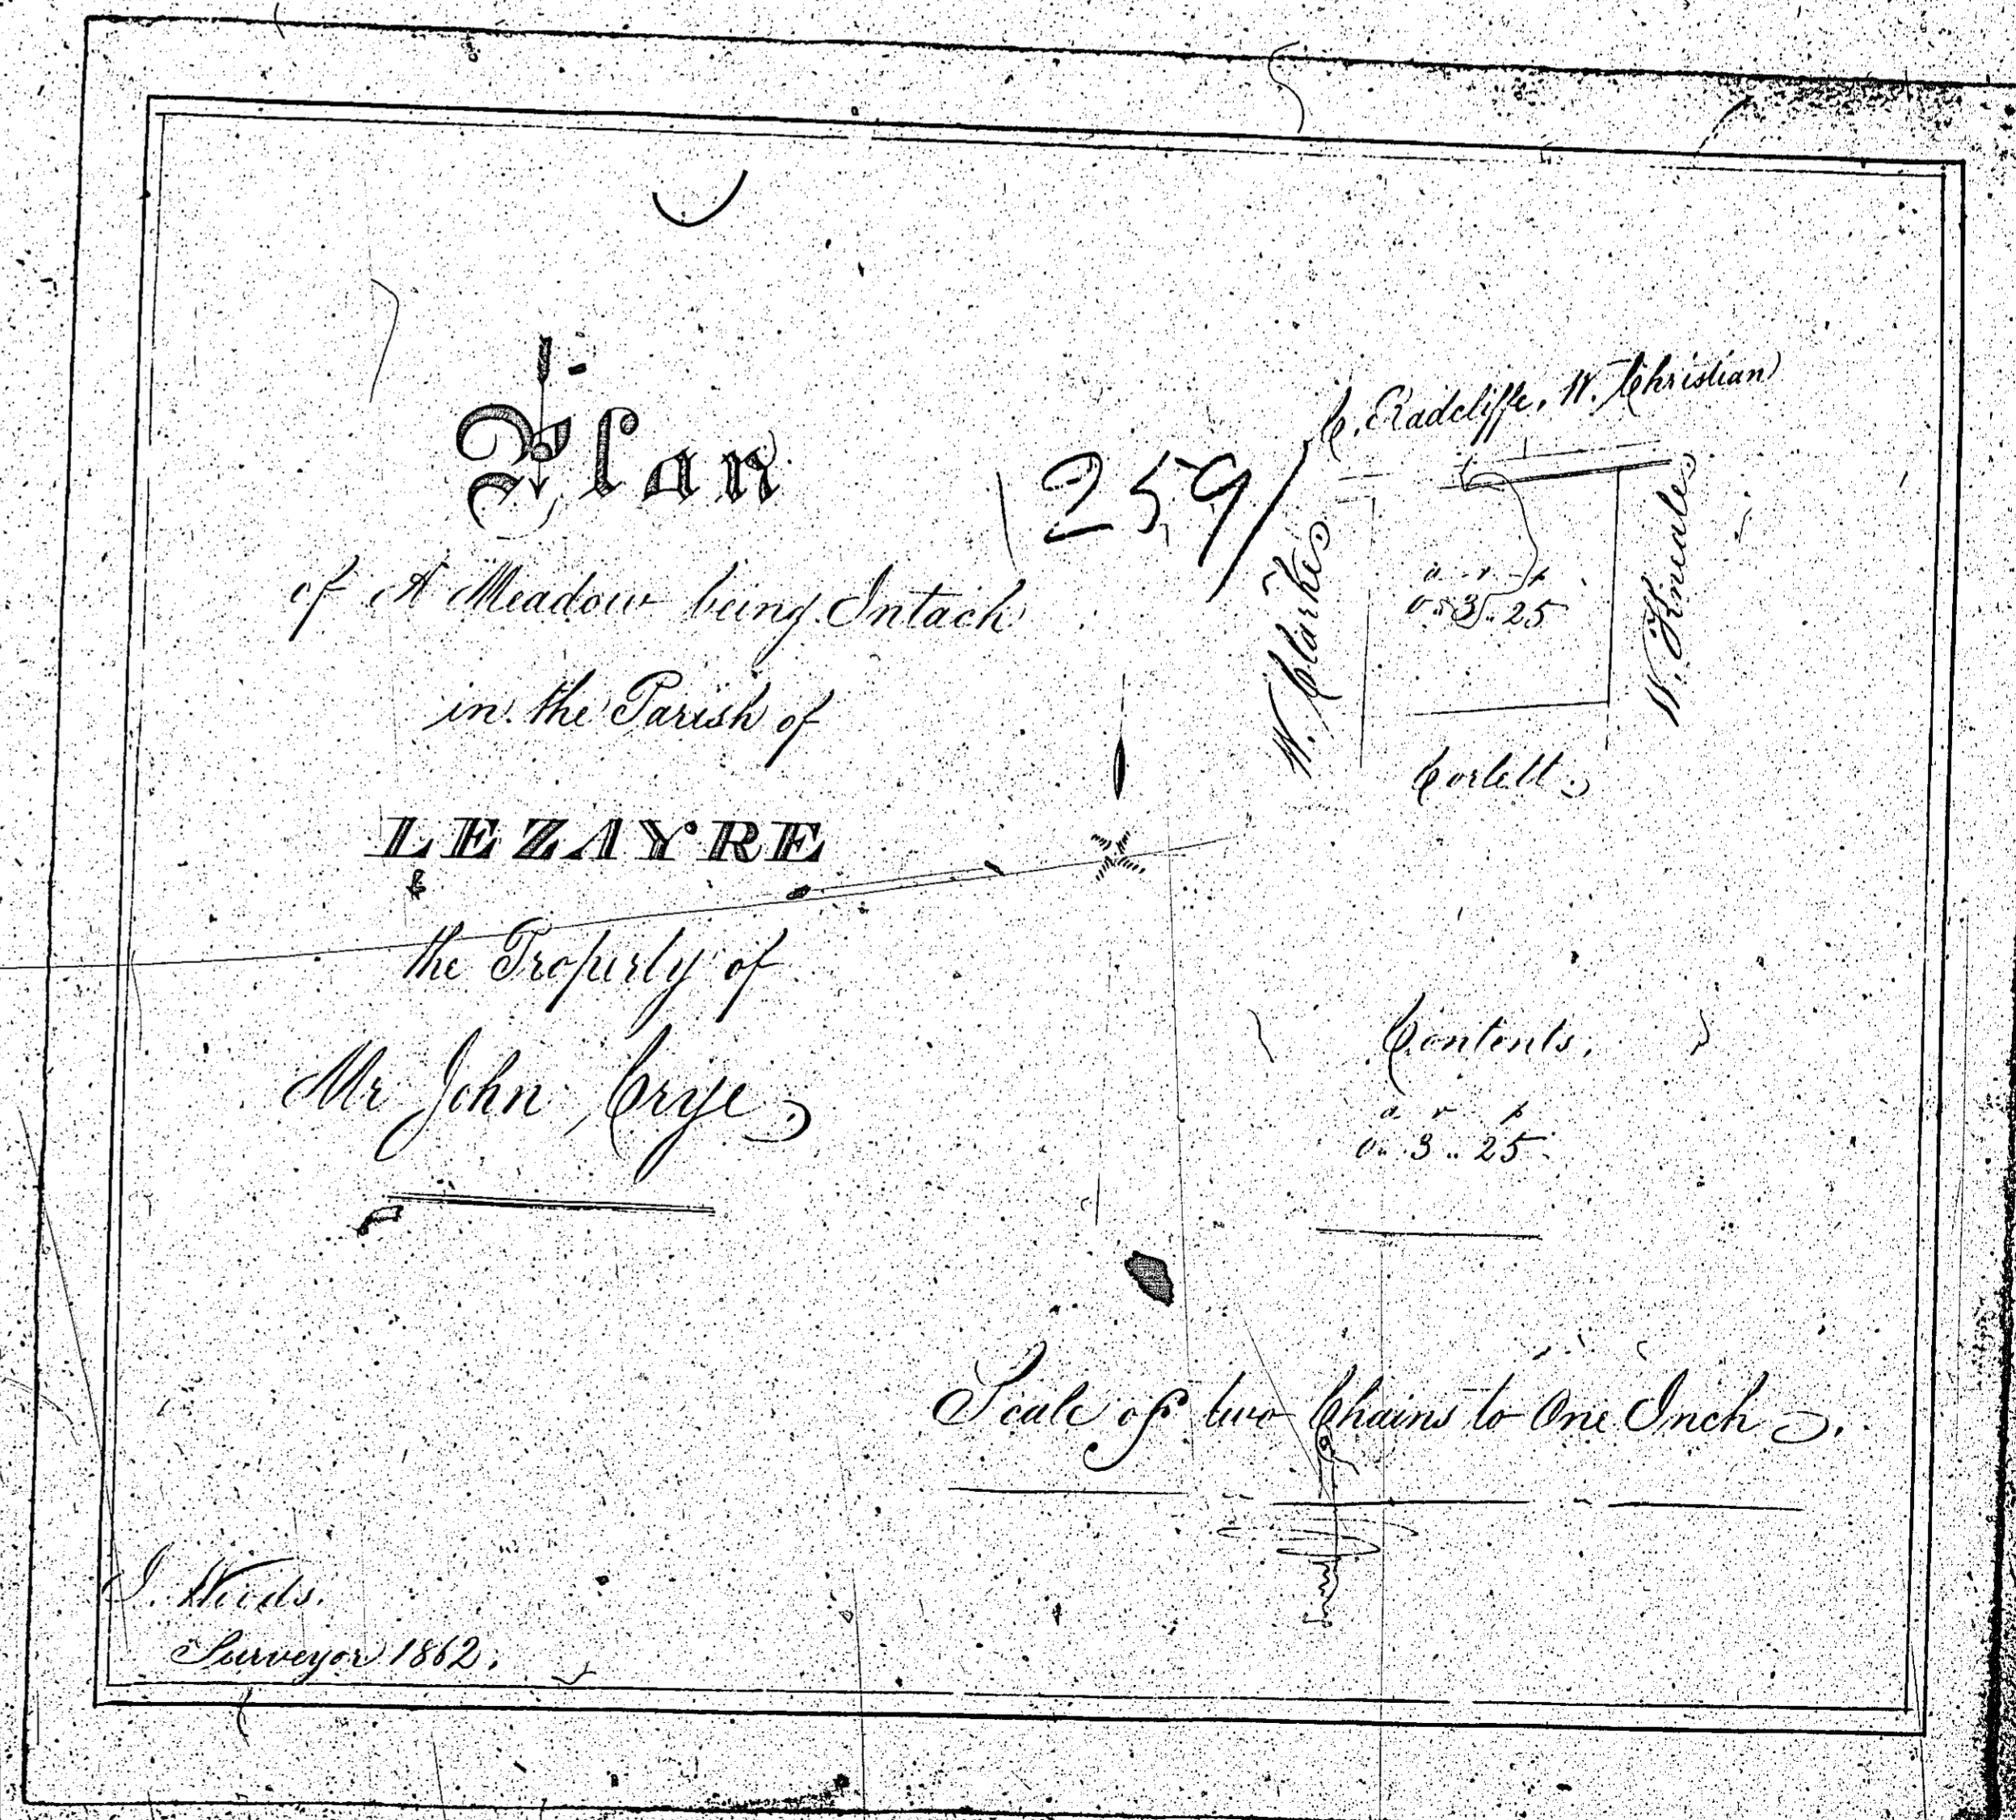 Plan
of A Meadow being Intack
in the Parish of
LEZAYRE
the Property of
Mr John Crye
259/
C. Radcliffe. W. Christian
W. Clarke
a r p
0 .. 3 .. 25
W. Kneale
Corlett
Contents.
a r p
0 .. 3 .. 25
Scale of two Chains to One Inch.
Surveyor 1862.